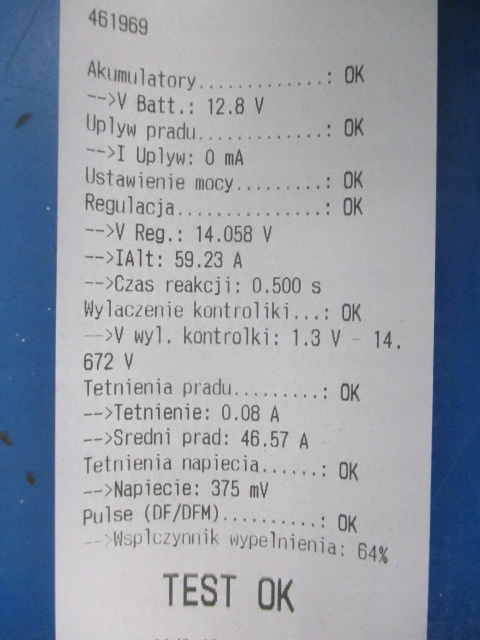 461969
Akumulatory.............: OK
-->V Batt.: 12.8 V
Uplyw pradu.............: OK
-->I Uplyw: 0 mA
Ustawienie mocy.........: OK
Regulacja...............: OK
-->V Reg.: 14.058 V
-->IAlt: 59.23 A
-->Czas reakcji: 0.500 s
Wylaczenie kontroliki...: OK
-->V wyl. kontrolki: 1.3 V - 14.
672 V
Tetnienia pradu.........: OK
-->Tetnienie: 0.08 A
-->Sredni prad: 46.57 A
Tetnienia napiecia......: OK
-->Napiecie: 375 mV
Pulse (DF/DFM)..........: OK
-->Wsplczynnik wypelnienia: 64%
TEST OK